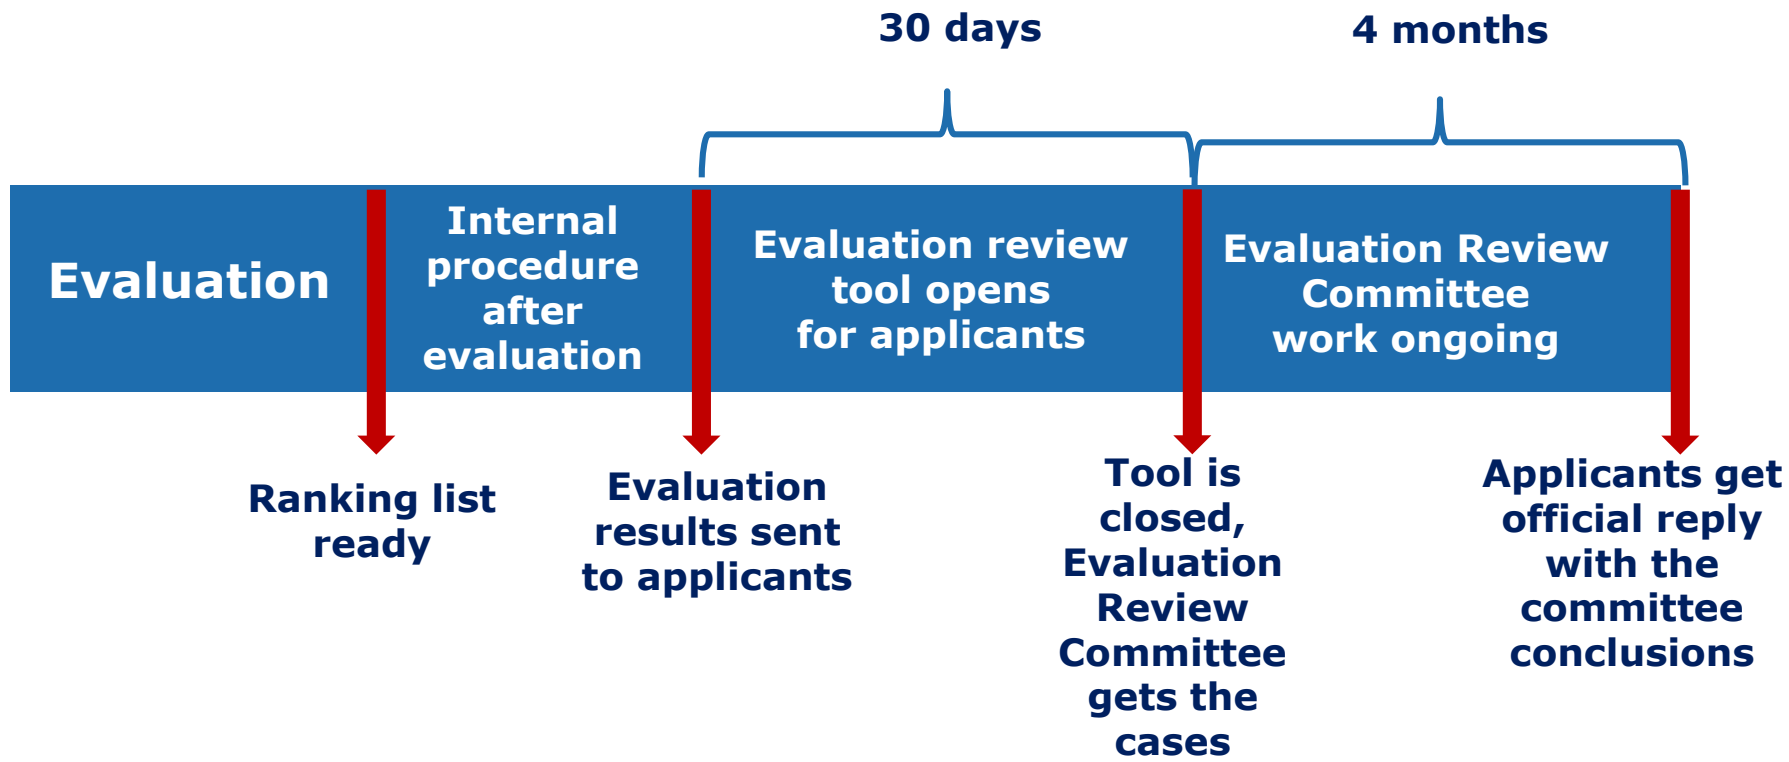 30 days
4 months
Evaluation
Internal
procedure
after
evaluation
Evaluation review
tool opens
for applicants
Evaluation Review
Committee
work ongoing
Ranking list
ready
Evaluation
results sent
to applicants
Tool is
closed,
Evaluation
Review
Committee
gets the
cases
Applicants get
official reply
with the
committee
conclusions